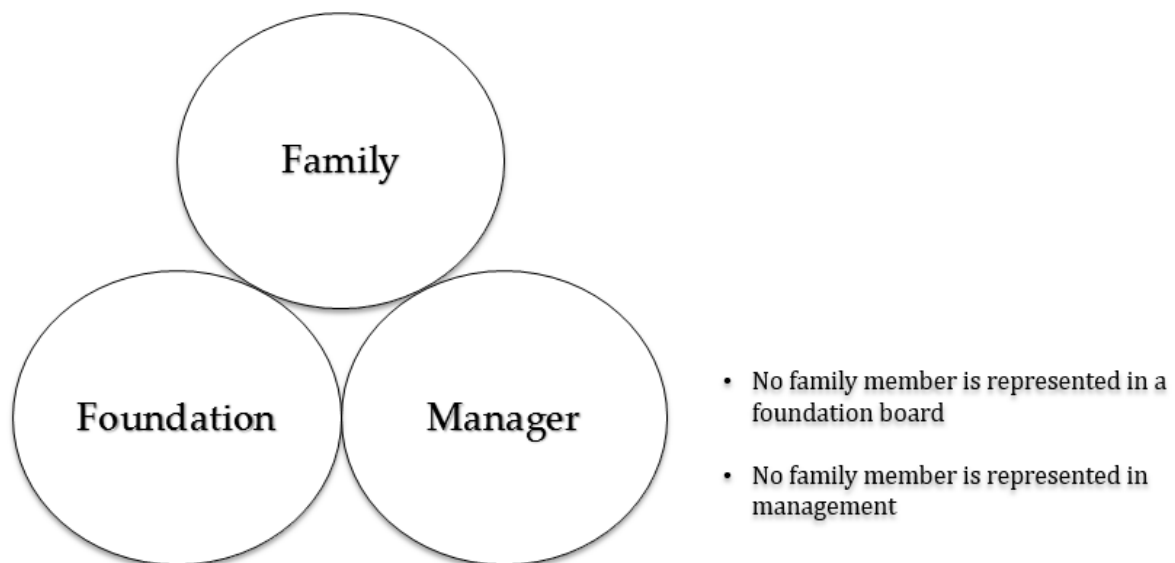 Family
Foundation
Manager
• No family member is represented in a
foundation board
• No family member is represented in
management